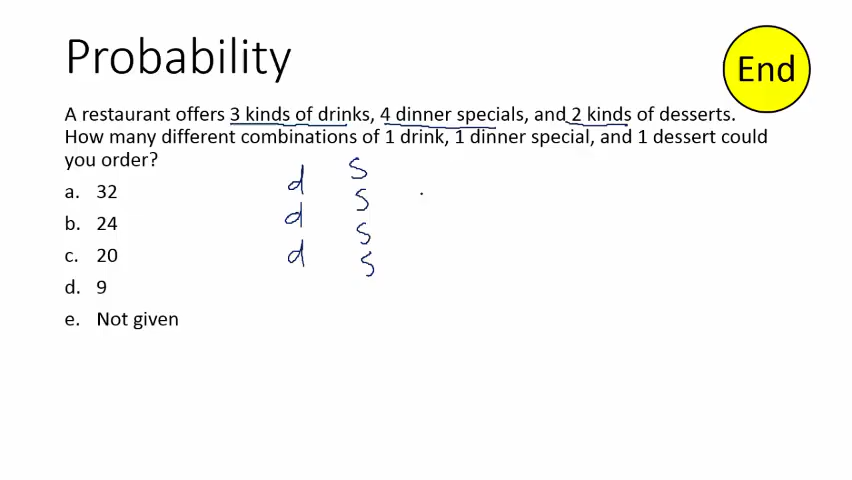 Probability
End
A restaurant offers 3 kinds of drinks, 4 dinner specials, and 2 kinds of desserts.
How many different combinations of 1 drink, 1 dinner special, and 1 dessert could
you order?
a. 32
b. 24
c. 20
d. 9
e. Not given
d s
d s
d s
s